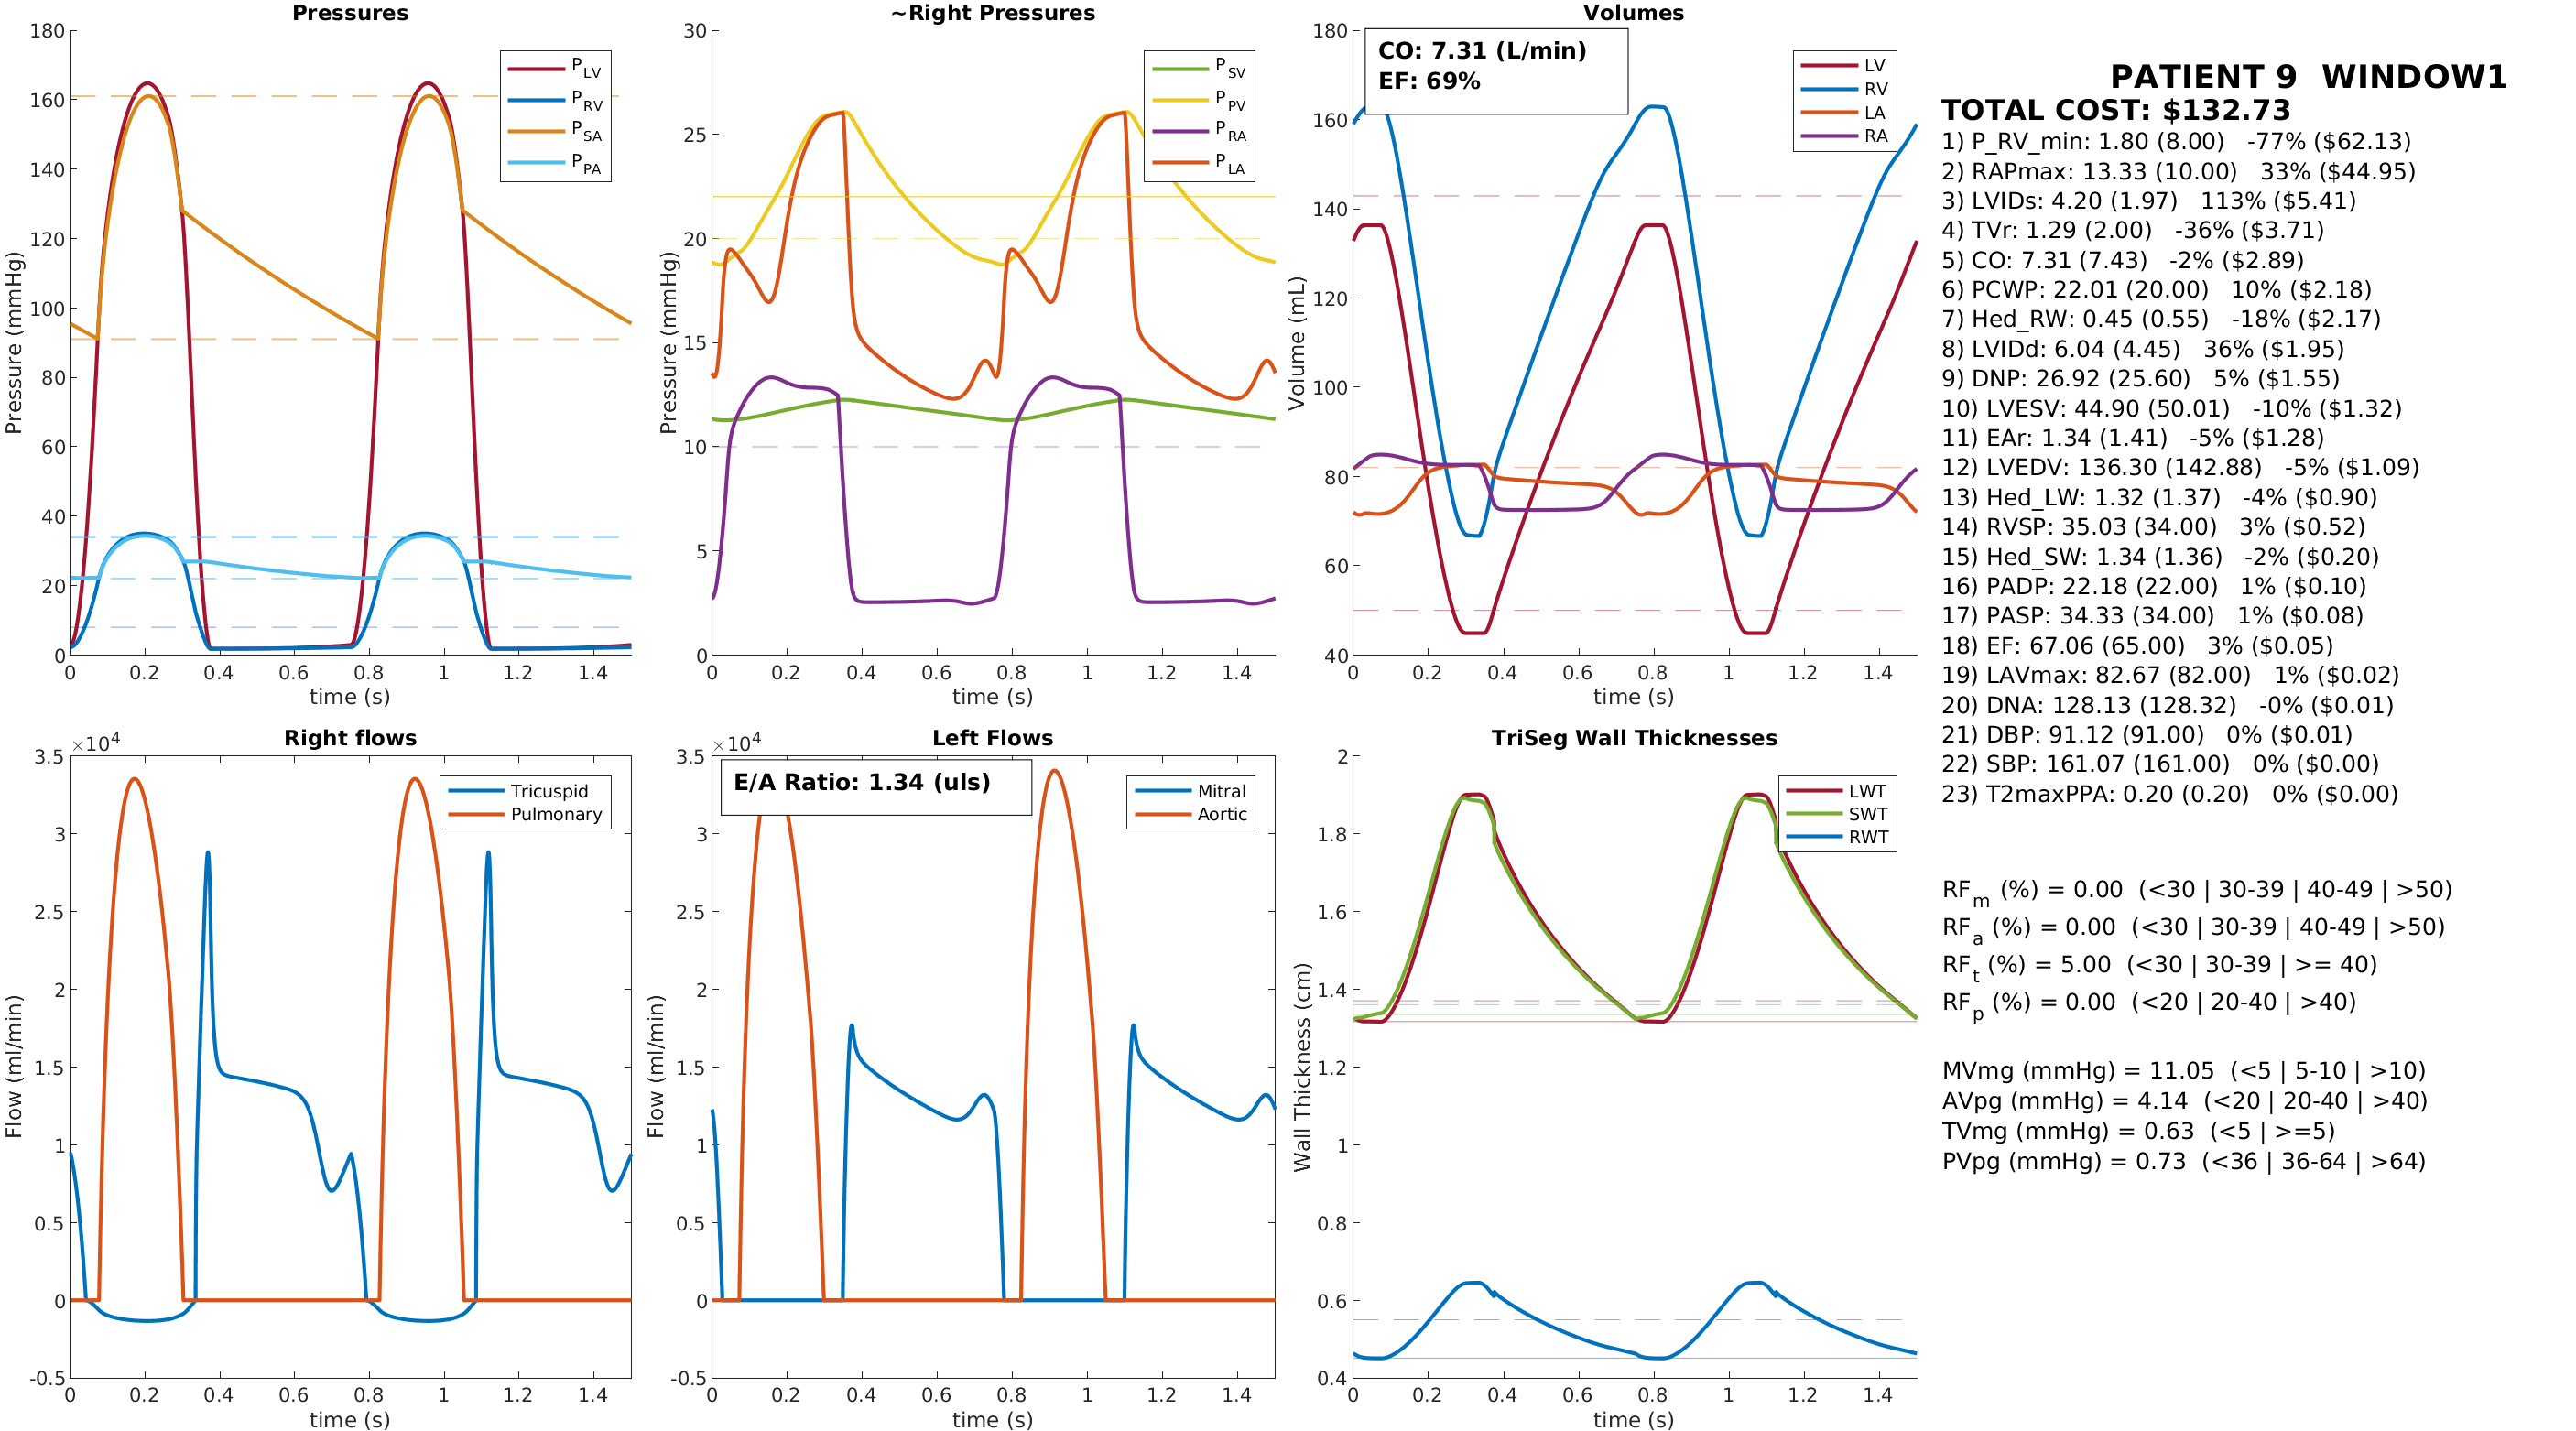 Pressures
180
160
140
120
100
80
60
40
20
0
0 0.2 0.4 0.6 0.8 1 1.2 1.4
Pressure (mmHg)
time (s)
P LV
P RV
P SA
P PA
~Right Pressures
30
25
20
15
10
5
0
0 0.2 0.4 0.6 0.8 1 1.2 1.4
Pressure (mmHg)
time (s)
P SV
P PV
P RA
P LA
Volumes
180
160
140
120
100
80
60
40
0 0.2 0.4 0.6 0.8 1 1.2 1.4
Volume (mL)
time (s)
CO: 7.31 (L/min)
EF: 69%
LV
RV
LA
RA
Right flows
×10^4
3.5
3
2.5
2
1.5
1
0.5
0
-0.5
0 0.2 0.4 0.6 0.8 1 1.2 1.4
Flow (ml/min)
time (s)
Tricuspid
Pulmonary
Left Flows
×10^4
3.5
3
2.5
2
1.5
1
0.5
0
-0.5
0 0.2 0.4 0.6 0.8 1 1.2 1.4
Flow (ml/min)
time (s)
E/A Ratio: 1.34 (uls)
Mitral
Aortic
TriSeg Wall Thicknesses
2
1.8
1.6
1.4
1.2
1
0.8
0.6
0.4
0 0.2 0.4 0.6 0.8 1 1.2 1.4
Wall Thickness (cm)
time (s)
LWT
SWT
RWT
PATIENT 9 WINDOW1
TOTAL COST: $132.73
1) P_RV_min: 1.80 (8.00) -77% ($62.13)
2) RAPmax: 13.33 (10.00) 33% ($44.95)
3) LVIDs: 4.20 (1.97) 113% ($5.41)
4) TVr: 1.29 (2.00) -36% ($3.71)
5) CO: 7.31 (7.43) -2% ($2.89)
6) PCWP: 22.01 (20.00) 10% ($2.18)
7) Hed_RW: 0.45 (0.55) -18% ($2.17)
8) LVIDd: 6.04 (4.45) 36% ($1.95)
9) DNP: 26.92 (25.60) 5% ($1.55)
10) LVESV: 44.90 (50.01) -10% ($1.32)
11) EAr: 1.34 (1.41) -5% ($1.28)
12) LVEDV: 136.30 (142.88) -5% ($1.09)
13) Hed_LW: 1.32 (1.37) -4% ($0.90)
14) RVSP: 35.03 (34.00) 3% ($0.52)
15) Hed_SW: 1.34 (1.36) -2% ($0.20)
16) PADP: 22.18 (22.00) 1% ($0.10)
17) PASP: 34.33 (34.00) 1% ($0.08)
18) EF: 67.06 (65.00) 3% ($0.05)
19) LAVmax: 82.67 (82.00) 1% ($0.02)
20) DNA: 128.13 (128.32) -0% ($0.01)
21) DBP: 91.12 (91.00) 0% ($0.01)
22) SBP: 161.07 (161.00) 0% ($0.00)
23) T2maxPPA: 0.20 (0.20) 0% ($0.00)
RF m (%) = 0.00 (<30 | 30-39 | 40-49 | >50)
RF a (%) = 0.00 (<30 | 30-39 | 40-49 | >50)
RF t (%) = 5.00 (<30 | 30-39 | >= 40)
RF p (%) = 0.00 (<20 | 20-40 | >40)
MVmg (mmHg) = 11.05 (<5 | 5-10 | >10)
AVpg (mmHg) = 4.14 (<20 | 20-40 | >40)
TVmg (mmHg) = 0.63 (<5 | >=5)
PVpg (mmHg) = 0.73 (<36 | 36-64 | >64)